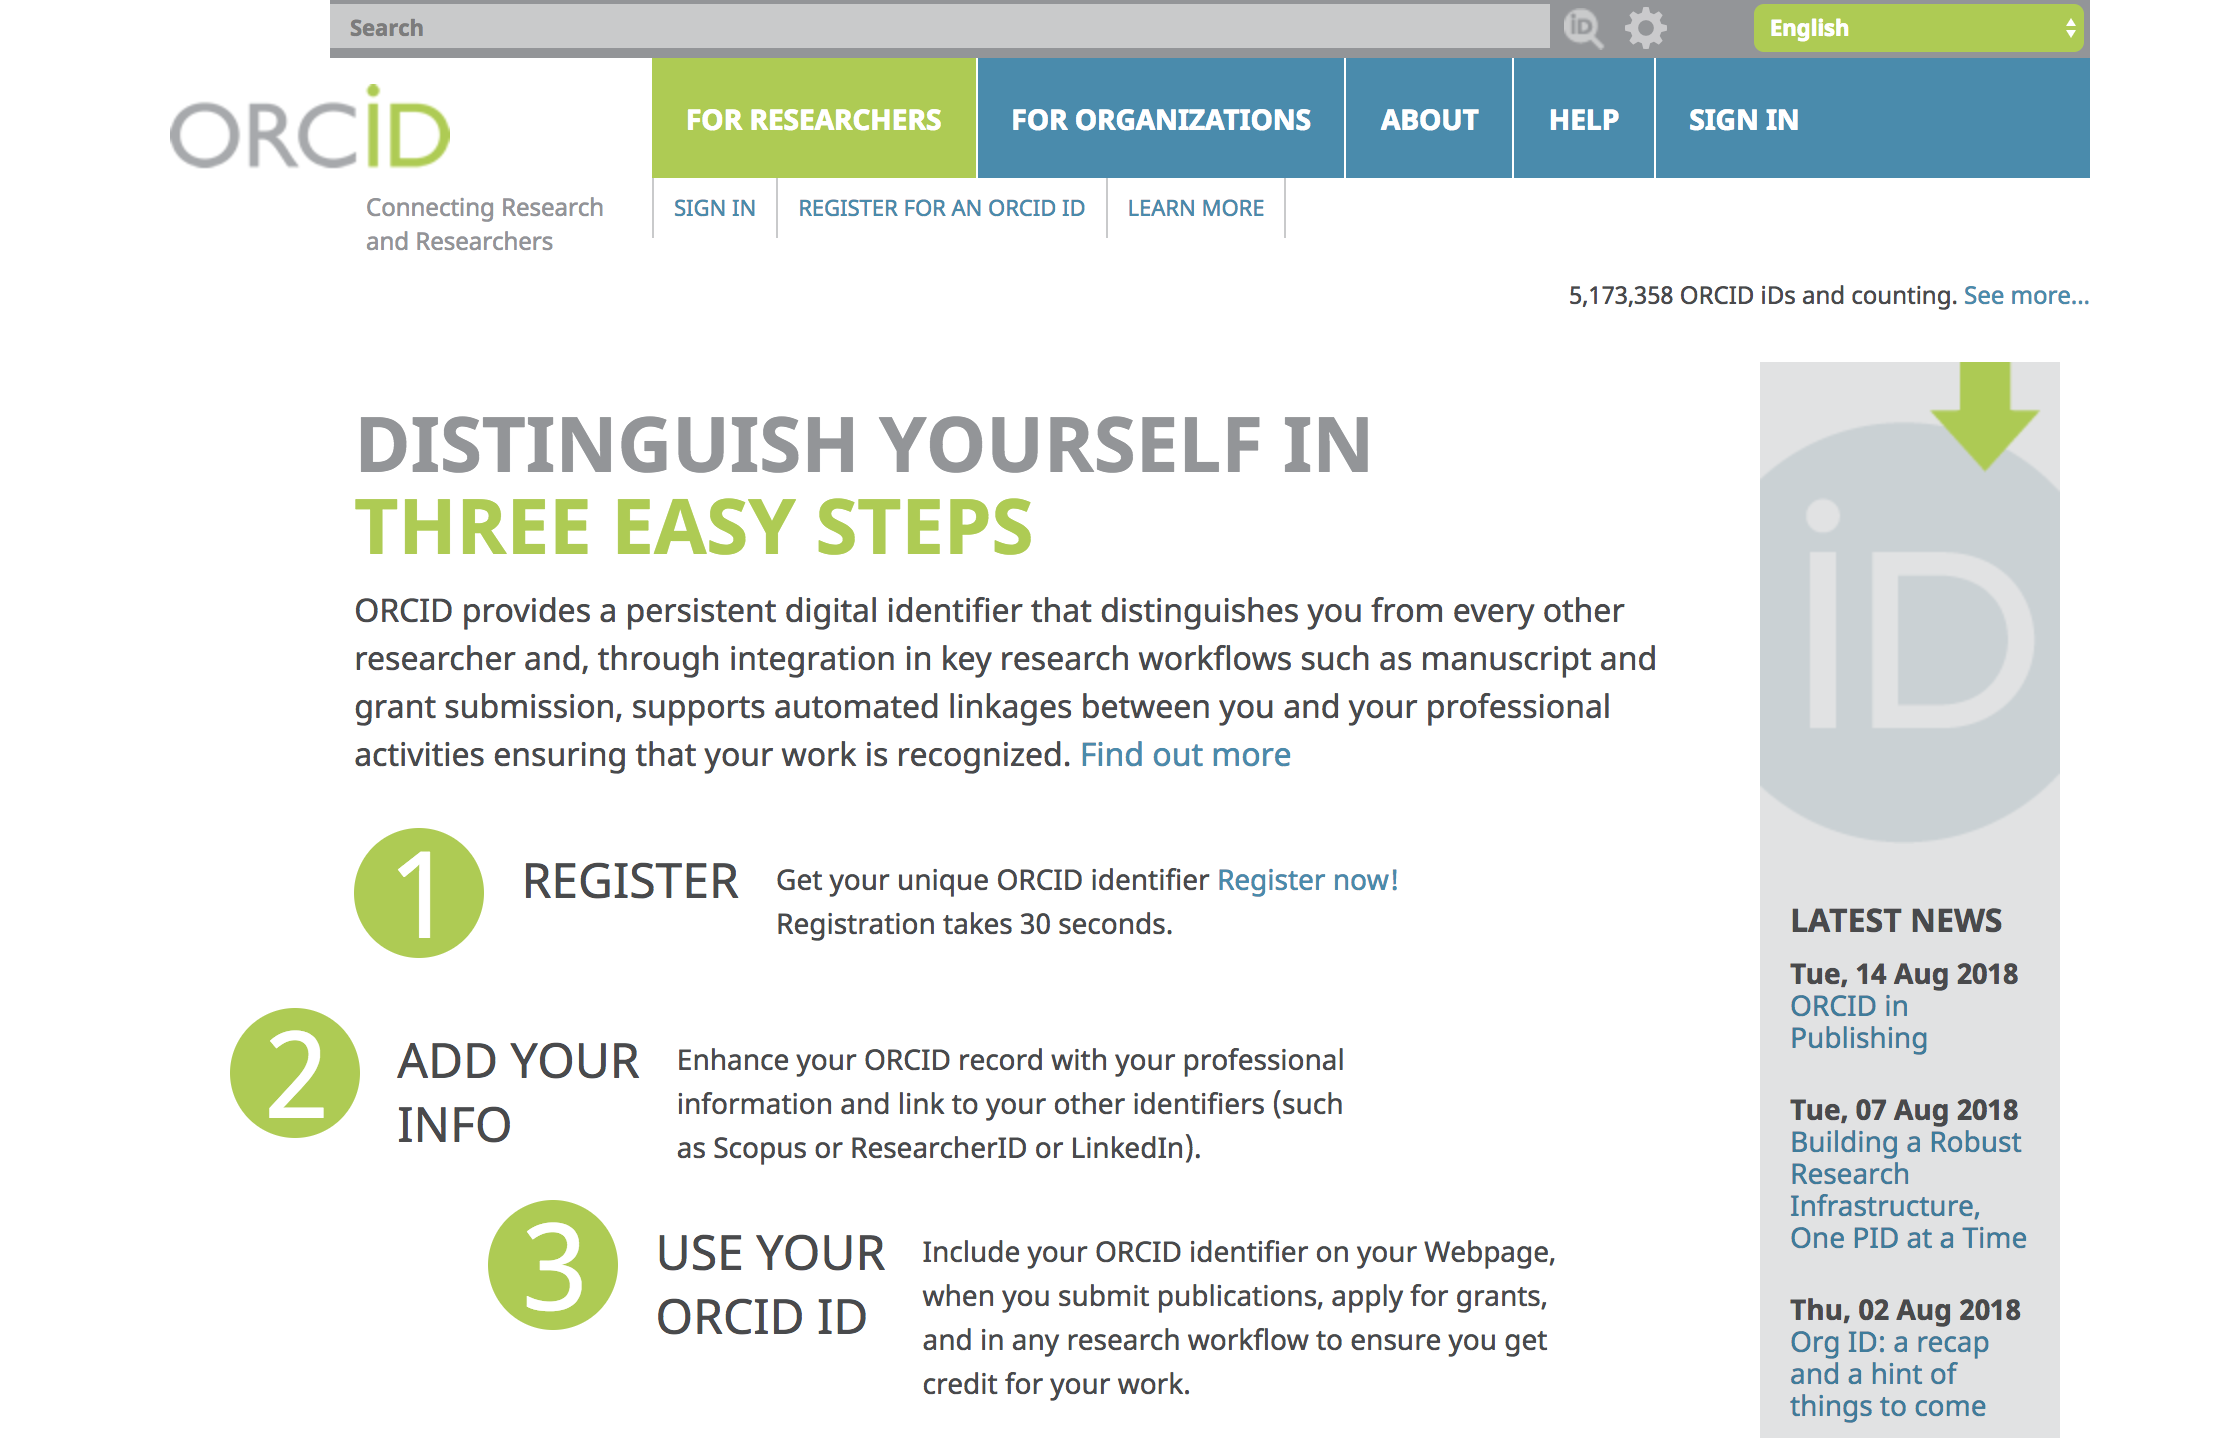 Search
English
ORCID
Connecting Research
and Researchers
FOR RESEARCHERS
FOR ORGANIZATIONS
ABOUT
HELP
SIGN IN
SIGN IN
REGISTER FOR AN ORCID ID
LEARN MORE
5,173,358 ORCID iDs and counting. See more...
DISTINGUISH YOURSELF IN
THREE EASY STEPS
ORCID provides a persistent digital identifier that distinguishes you from every other
researcher and, through integration in key research workflows such as manuscript and
grant submission, supports automated linkages between you and your professional
activities ensuring that your work is recognized. Find out more
1
REGISTER
Get your unique ORCID identifier Register now!
Registration takes 30 seconds.
2
ADD YOUR
INFO
Enhance your ORCID record with your professional
information and link to your other identifiers (such
as Scopus or ResearcherID or LinkedIn).
3
USE YOUR
ORCID ID
Include your ORCID identifier on your Webpage,
when you submit publications, apply for grants,
and in any research workflow to ensure you get
credit for your work.
iD
LATEST NEWS
Tue, 14 Aug 2018
ORCID in
Publishing
Tue, 07 Aug 2018
Building a Robust
Research
Infrastructure,
One PID at a Time
Thu, 02 Aug 2018
Org ID: a recap
and a hint of
things to come